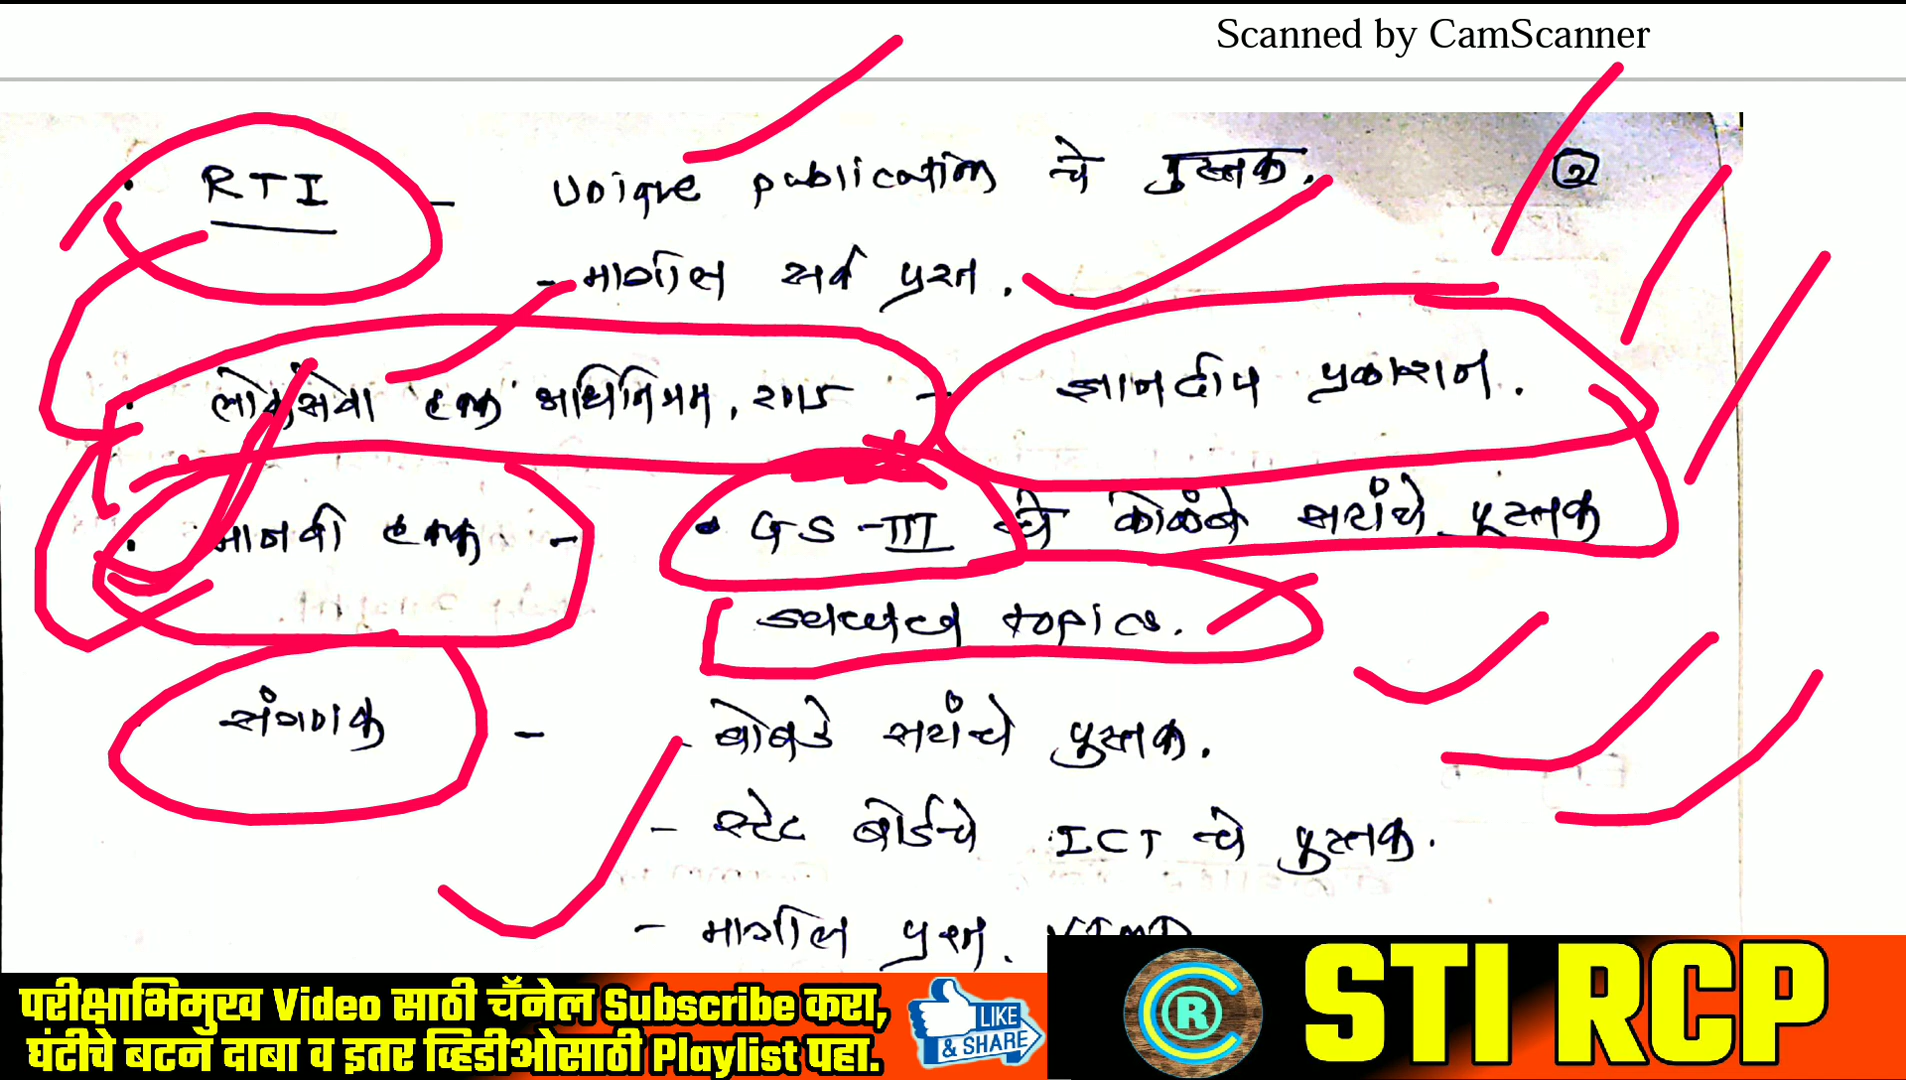 Scanned by CamScanner
②
. RTI - Unique publication चे पुस्तक.
- मागील सर्व प्रश्न.
. लोकसेवा हक्क अधिनियम, २०१५ - ज्ञानदीप प्रकाशन.
. मानवी हक्क - • GS-III चे कोळंबे सरांचे पुस्तक
selected topics.
संगणक - - बोबडे सरांचे पुस्तक.
- स्टेट बोर्डचे ICT चे पुस्तक.
- मागील प्रश्न.
परीक्षाभिमुख Video साठी चॅनेल Subscribe करा,
घंटीचे बटन दाबा व इतर व्हिडीओसाठी Playlist पहा.
LIKE
& SHARE
C
R
STI RCP